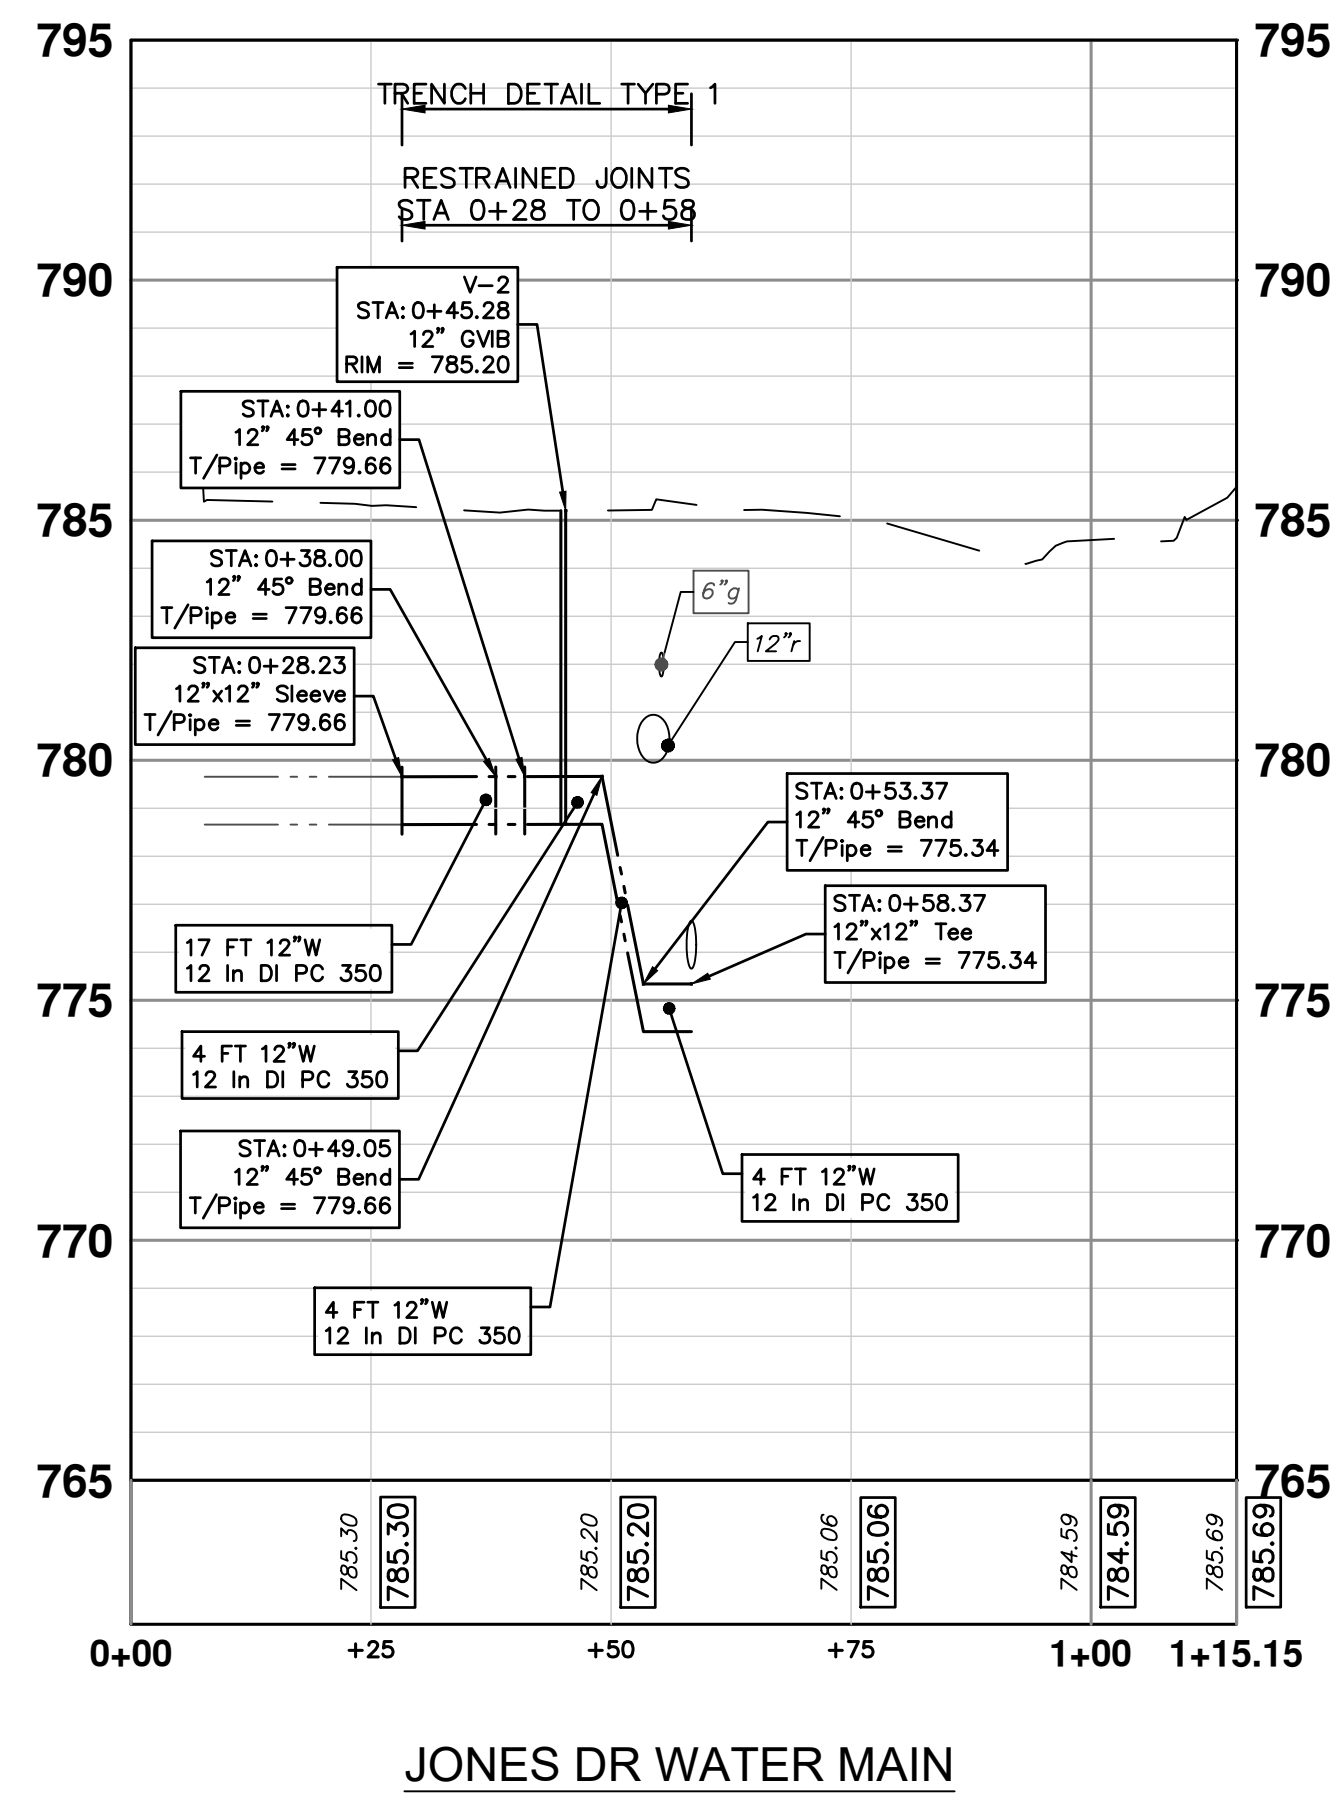 795 795
TRENCH DETAIL TYPE 1
RESTRAINED JOINTS
STA 0+28 TO 0+58
790 790
V-2
STA: 0+45.28
12" GVIB
RIM = 785.20
STA: 0+41.00
12" 45° Bend
T/Pipe = 779.66
785 785
STA: 0+38.00
12" 45° Bend
T/Pipe = 779.66
6"g
12"r
STA: 0+28.23
12"x12" Sleeve
T/Pipe = 779.66
780 780
STA: 0+53.37
12" 45° Bend
T/Pipe = 775.34
STA: 0+58.37
12"x12" Tee
T/Pipe = 775.34
17 FT 12"W
12 In DI PC 350
775 775
4 FT 12"W
12 In DI PC 350
STA: 0+49.05
12" 45° Bend
T/Pipe = 779.66
4 FT 12"W
12 In DI PC 350
770 770
4 FT 12"W
12 In DI PC 350
765 765
785.30
785.30
785.20
785.20
785.06
785.06
784.59
784.59
785.69
785.69
0+00 +25 +50 +75 1+00 1+15.15
JONES DR WATER MAIN